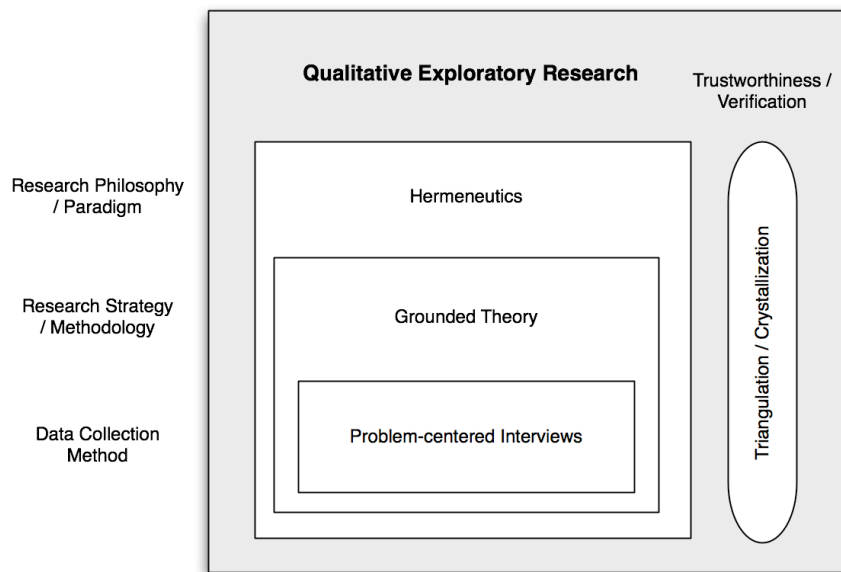 Qualitative Exploratory Research
Trustworthiness /
Verification
Research Philosophy
/ Paradigm
Hermeneutics
Research Strategy
/ Methodology
Grounded Theory
Data Collection
Method
Problem-centered Interviews
Triangulation / Crystallization